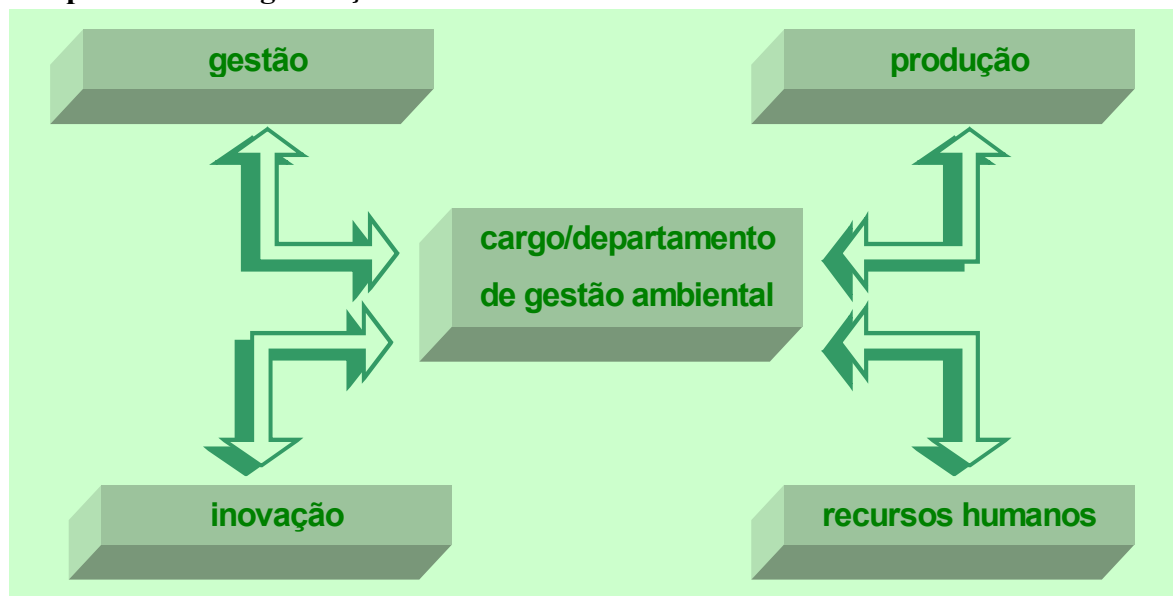 gestão
produção
cargo/departamento
de gestão ambiental
inovação
recursos humanos